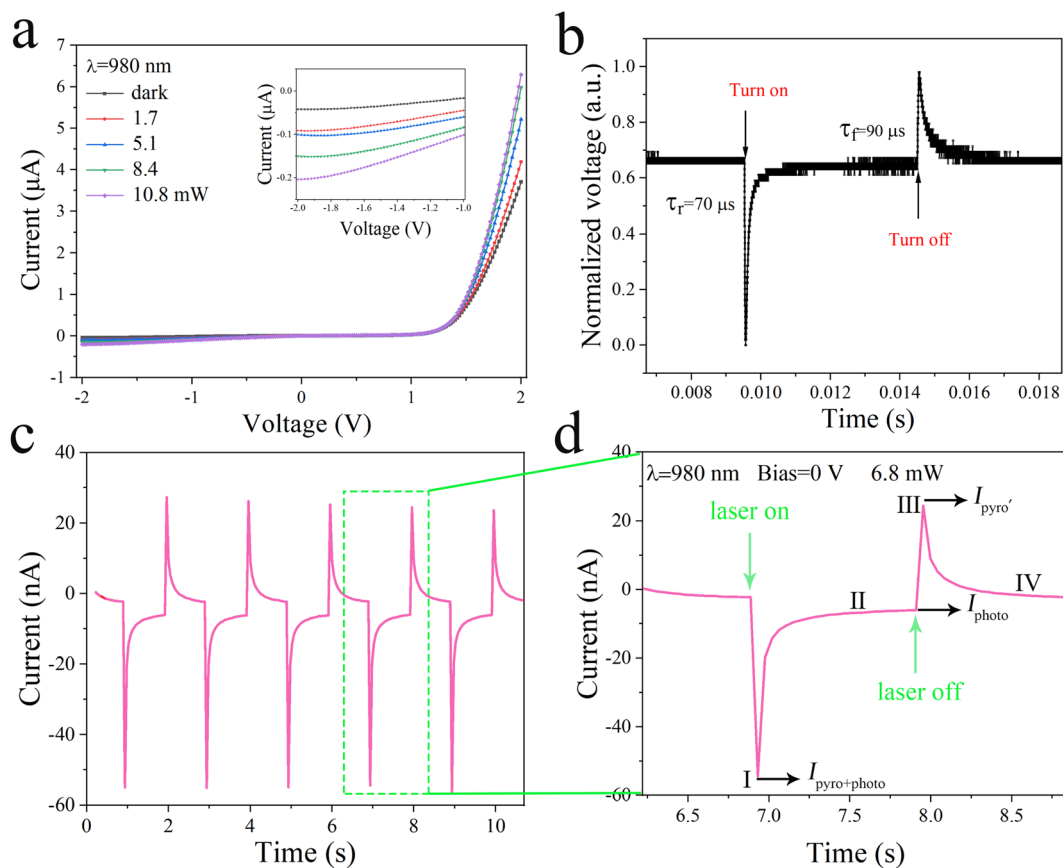 a
λ=980 nm
dark
1.7
5.1
8.4
10.8 mW
Current (μA)
7
6
5
4
3
2
1
0
-1
-2
-1
0
1
2
Voltage (V)
Current (μA)
0.0
-0.1
-0.2
-2.0
-1.8
-1.6
-1.4
-1.2
-1.0
Voltage (V)
b
Normalized voltage (a.u.)
1.0
0.8
0.6
0.4
0.2
0.0
Turn on
τr=70 μs
τf=90 μs
Turn off
0.008
0.010
0.012
0.014
0.016
0.018
Time (s)
c
Current (nA)
40
20
0
-20
-40
-60
0
2
4
6
8
10
Time (s)
d
λ=980 nm Bias=0 V 6.8 mW
laser on
III
Ipyro′
II
IV
Iphoto
laser off
I
Ipyro+photo
Current (nA)
40
20
0
-20
-40
-60
6.5
7.0
7.5
8.0
8.5
Time (s)